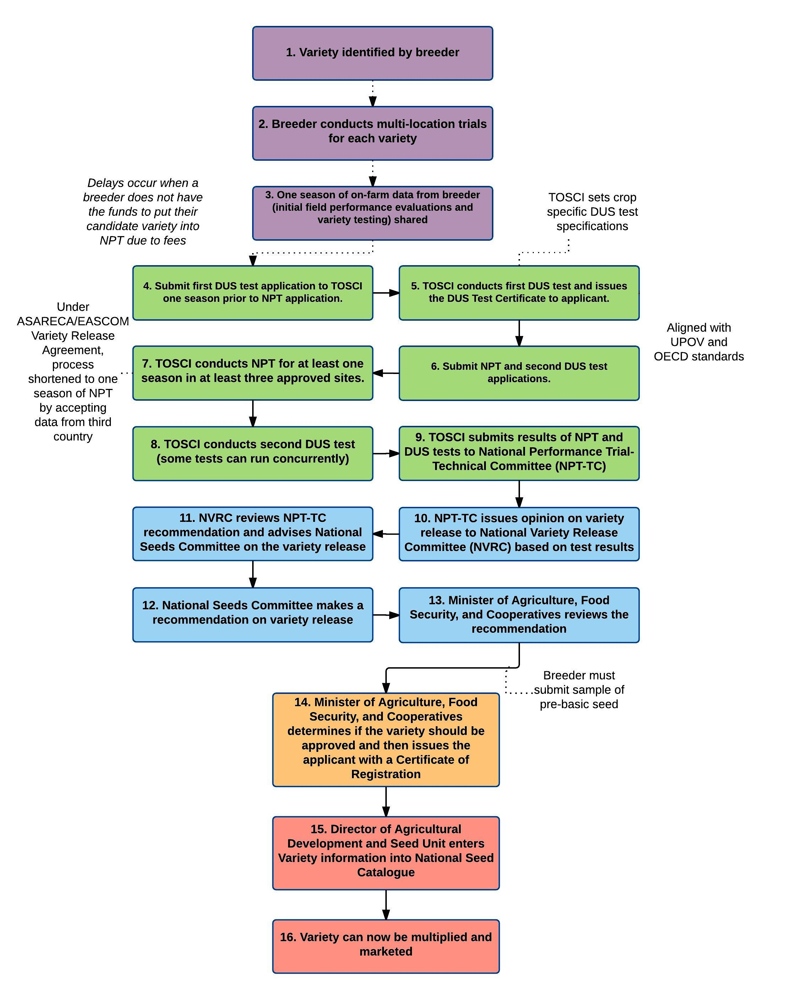 1. Variety identified by breeder
2. Breeder conducts multi-location trials
for each variety
Delays occur when a
breeder does not have
the funds to put their
candidate variety into
NPT due to fees
3. One season of on-farm data from breeder
(initial field performance evaluations and
variety testing) shared
TOSCI sets crop
specific DUS test
specifications
4. Submit first DUS test application to TOSCI
one season prior to NPT application.
5. TOSCI conducts first DUS test and issues
the DUS Test Certificate to applicant.
Under
ASARECA/EASCOM
Variety Release
Agreement,
process
shortened to one
season of NPT
by accepting
data from third
country
Aligned with
UPOV and
OECD standards
6. Submit NPT and second DUS test
applications.
7. TOSCI conducts NPT for at least one
season in at least three approved sites.
8. TOSCI conducts second DUS test
(some tests can run concurrently)
9. TOSCI submits results of NPT and
DUS tests to National Performance Trial-
Technical Committee (NPT-TC)
10. NPT-TC issues opinion on variety
release to National Variety Release
Committee (NVRC) based on test results
11. NVRC reviews NPT-TC
recommendation and advises National
Seeds Committee on the variety release
12. National Seeds Committee makes a
recommendation on variety release
13. Minister of Agriculture, Food
Security, and Cooperatives reviews the
recommendation
Breeder must
submit sample of
pre-basic seed
14. Minister of Agriculture, Food
Security, and Cooperatives
determines if the variety should be
approved and then issues the
applicant with a Certificate of
Registration
15. Director of Agricultural
Development and Seed Unit enters
Variety information into National Seed
Catalogue
16. Variety can now be multiplied and
marketed